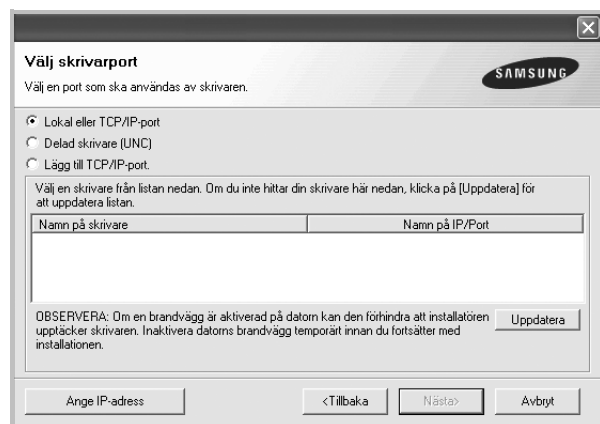 Välj skrivarport
Välj en port som ska användas av skrivaren.
SAMSUNG
Lokal eller TCP/IP-port
Delad skrivare (UNC)
Lägg till TCP/IP-port.
Välj en skrivare från listan nedan. Om du inte hittar din skrivare här nedan, klicka på [Uppdatera] för
att uppdatera listan.
Namn på skrivare Namn på IP/Port
OBSERVERA: Om en brandvägg är aktiverad på datorn kan den förhindra att installatören
upptäcker skrivaren. Inaktivera datorns brandvägg temporärt innan du fortsätter med
installationen.
Uppdatera
Ange IP-adress <Tillbaka Nästa> Avbryt